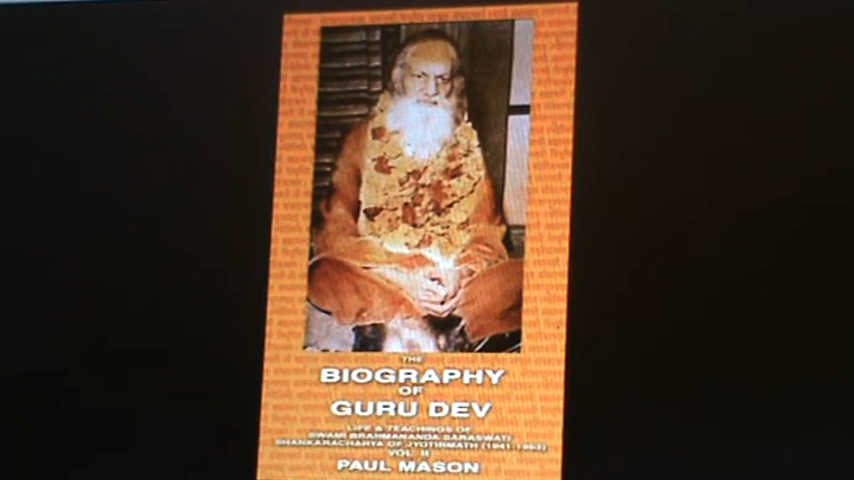 THE
BIOGRAPHY
OF
GURU DEV
LIFE & TEACHINGS OF
SWAMI BRAHMANANDA SARASWATI
SHANKARACHARYA OF JYOTIRMATH (1941-1953)
VOL. II
PAUL MASON